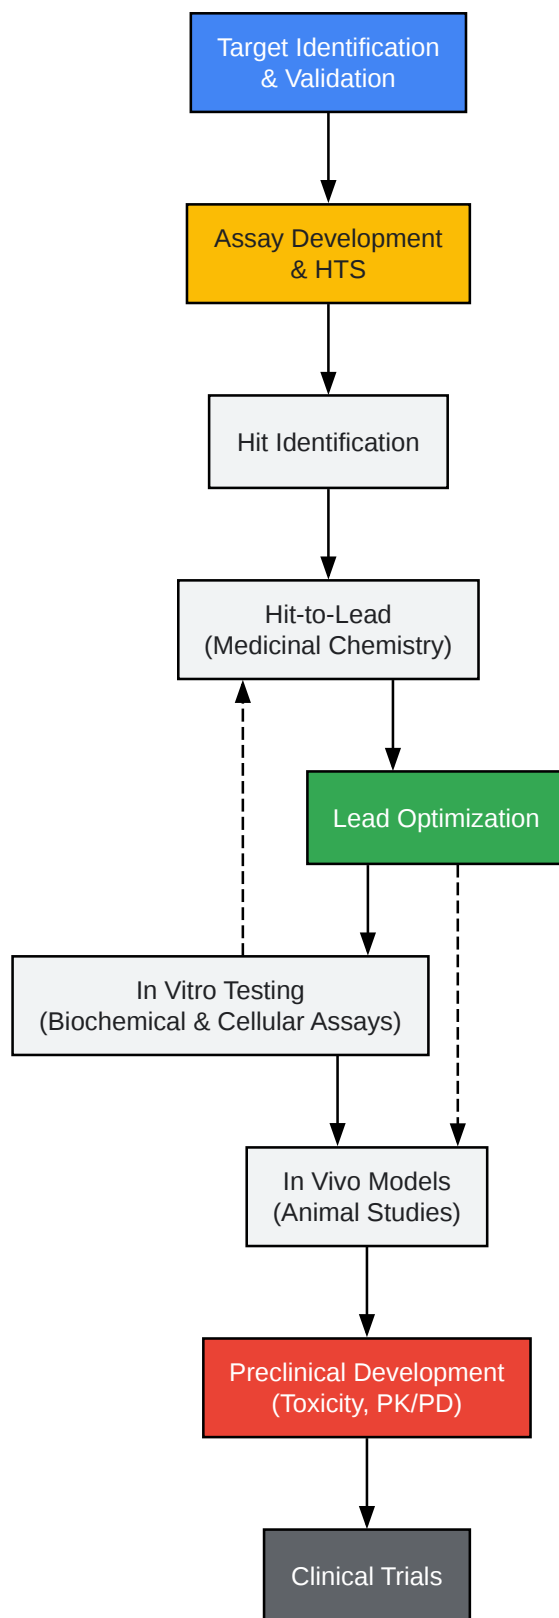 Target Identification
& Validation
Assay Development
& HTS
Hit Identification
Hit-to-Lead
(Medicinal Chemistry)
Lead Optimization
In Vitro Testing
(Biochemical & Cellular Assays)
In Vivo Models
(Animal Studies)
Preclinical Development
(Toxicity, PK/PD)
Clinical Trials